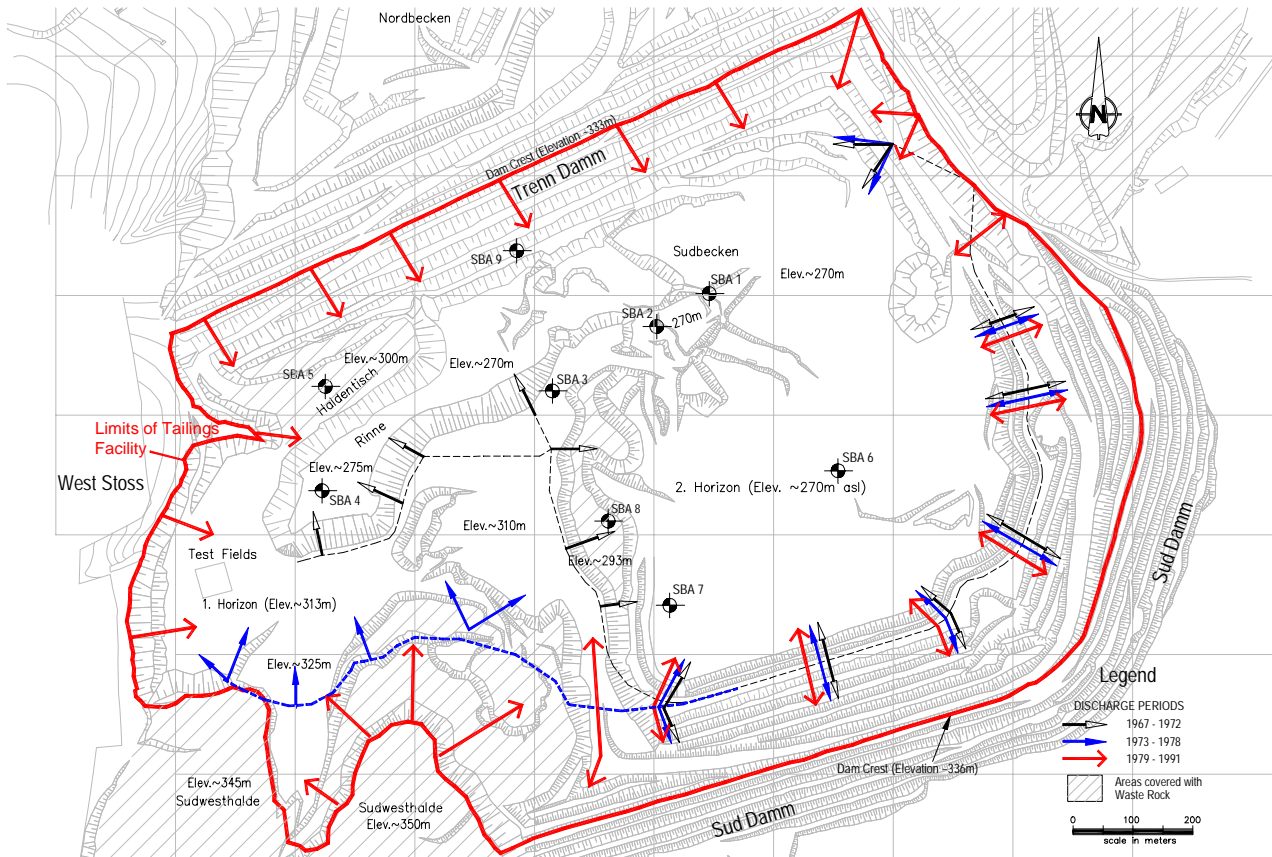 Nordbecken
N
Dam Crest (Elevation ~333m)
Trenn Damm
SBA 9
Sudbecken
Elev.~270m
SBA 1
SBA 2
270m
Elev.~300m
Elev.~270m
SBA 5
Haldentisch
SBA 3
Rinne
Limits of Tailings
Facility
West Stoss
Elev.~275m
SBA 4
SBA 6
2. Horizon (Elev. ~270m asl)
Elev.~310m
SBA 8
Test Fields
Elev.~293m
Sud Damm
1. Horizon (Elev.~313m)
SBA 7
Elev.~325m
Elev.~345m
Sudwesthalde
Sudwesthalde
Elev.~350m
Sud Damm
Dam Crest (Elevation ~336m)
Legend
DISCHARGE PERIODS
1967 - 1972
1973 - 1978
1979 - 1991
Areas covered with
Waste Rock
0 100 200
scale in meters